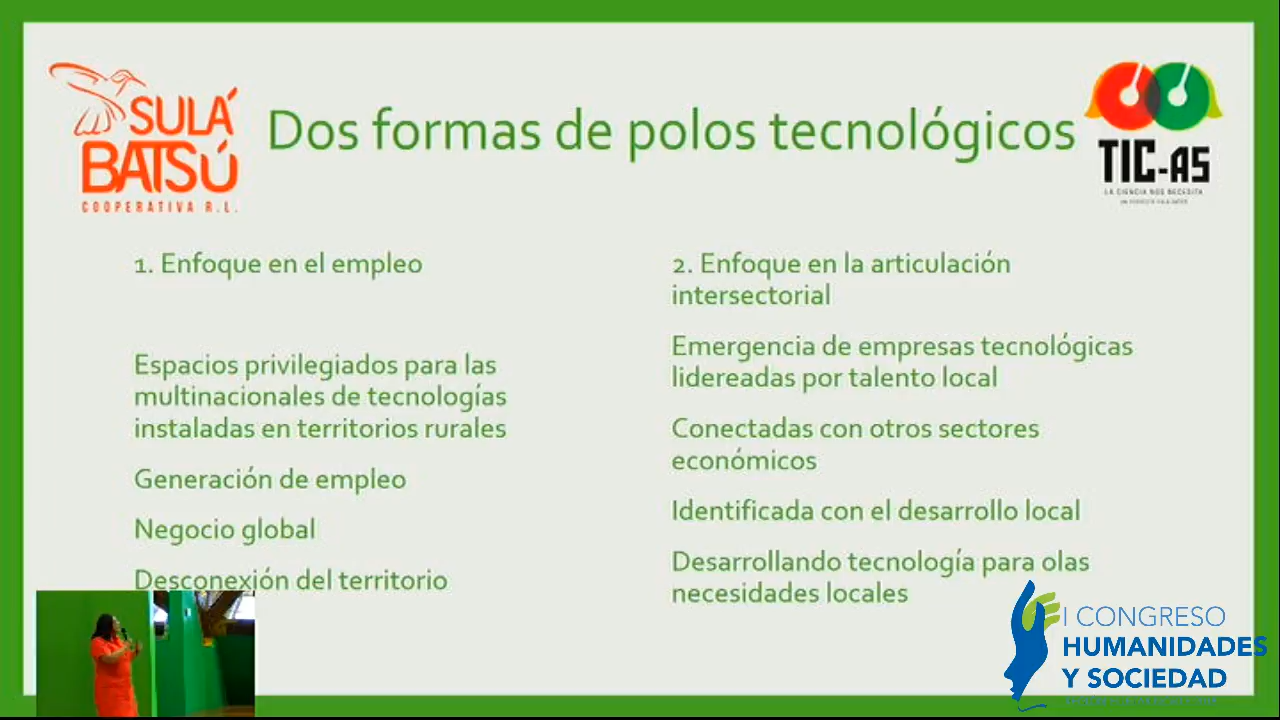 SULÁ
BATSÚ
COOPERATIVA R.L.
Dos formas de polos tecnológicos
TIC-AS
LA CIENCIA NOS NECESITA
1. Enfoque en el empleo
Espacios privilegiados para las
multinacionales de tecnologías
instaladas en territorios rurales
Generación de empleo
Negocio global
Desconexión del territorio
2. Enfoque en la articulación
intersectorial
Emergencia de empresas tecnológicas
lidereadas por talento local
Conectadas con otros sectores
económicos
Identificada con el desarrollo local
Desarrollando tecnología para olas
necesidades locales
I CONGRESO
HUMANIDADES
Y SOCIEDAD